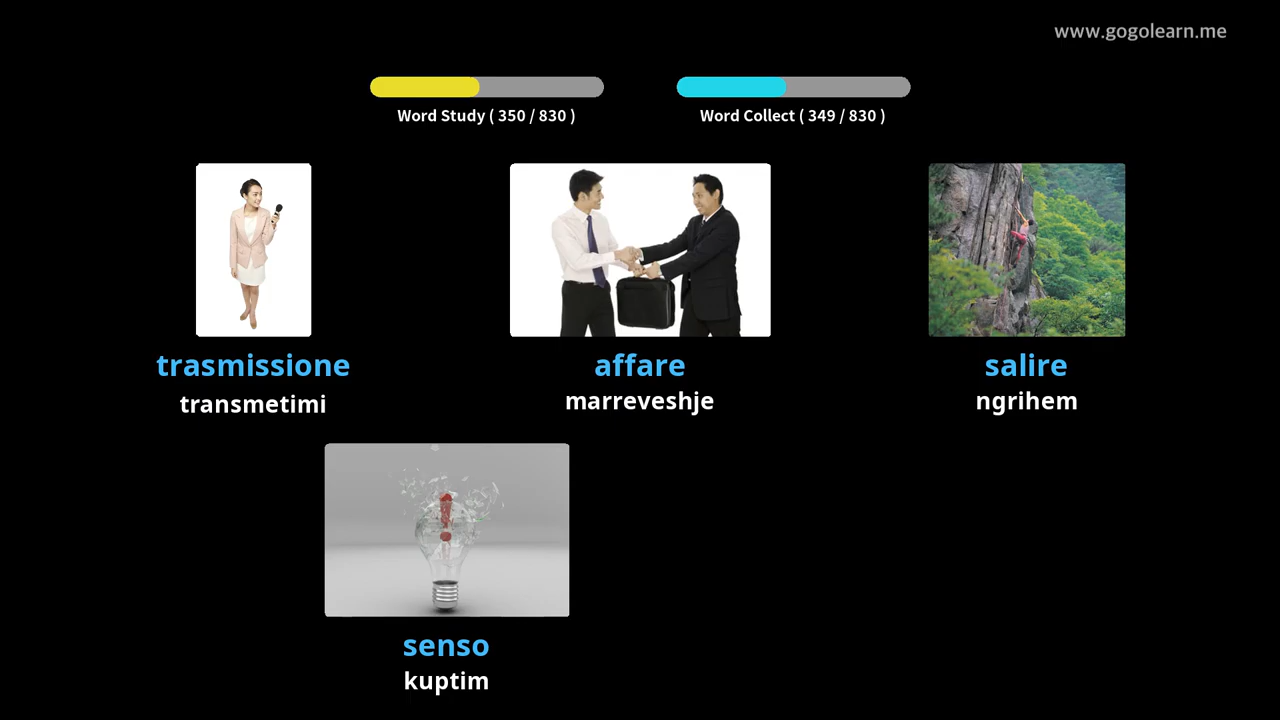 www.gogolearn.me
Word Study ( 350 / 830 )
Word Collect ( 349 / 830 )
trasmissione
transmetimi
affare
marreveshje
salire
ngrihem
senso
kuptim